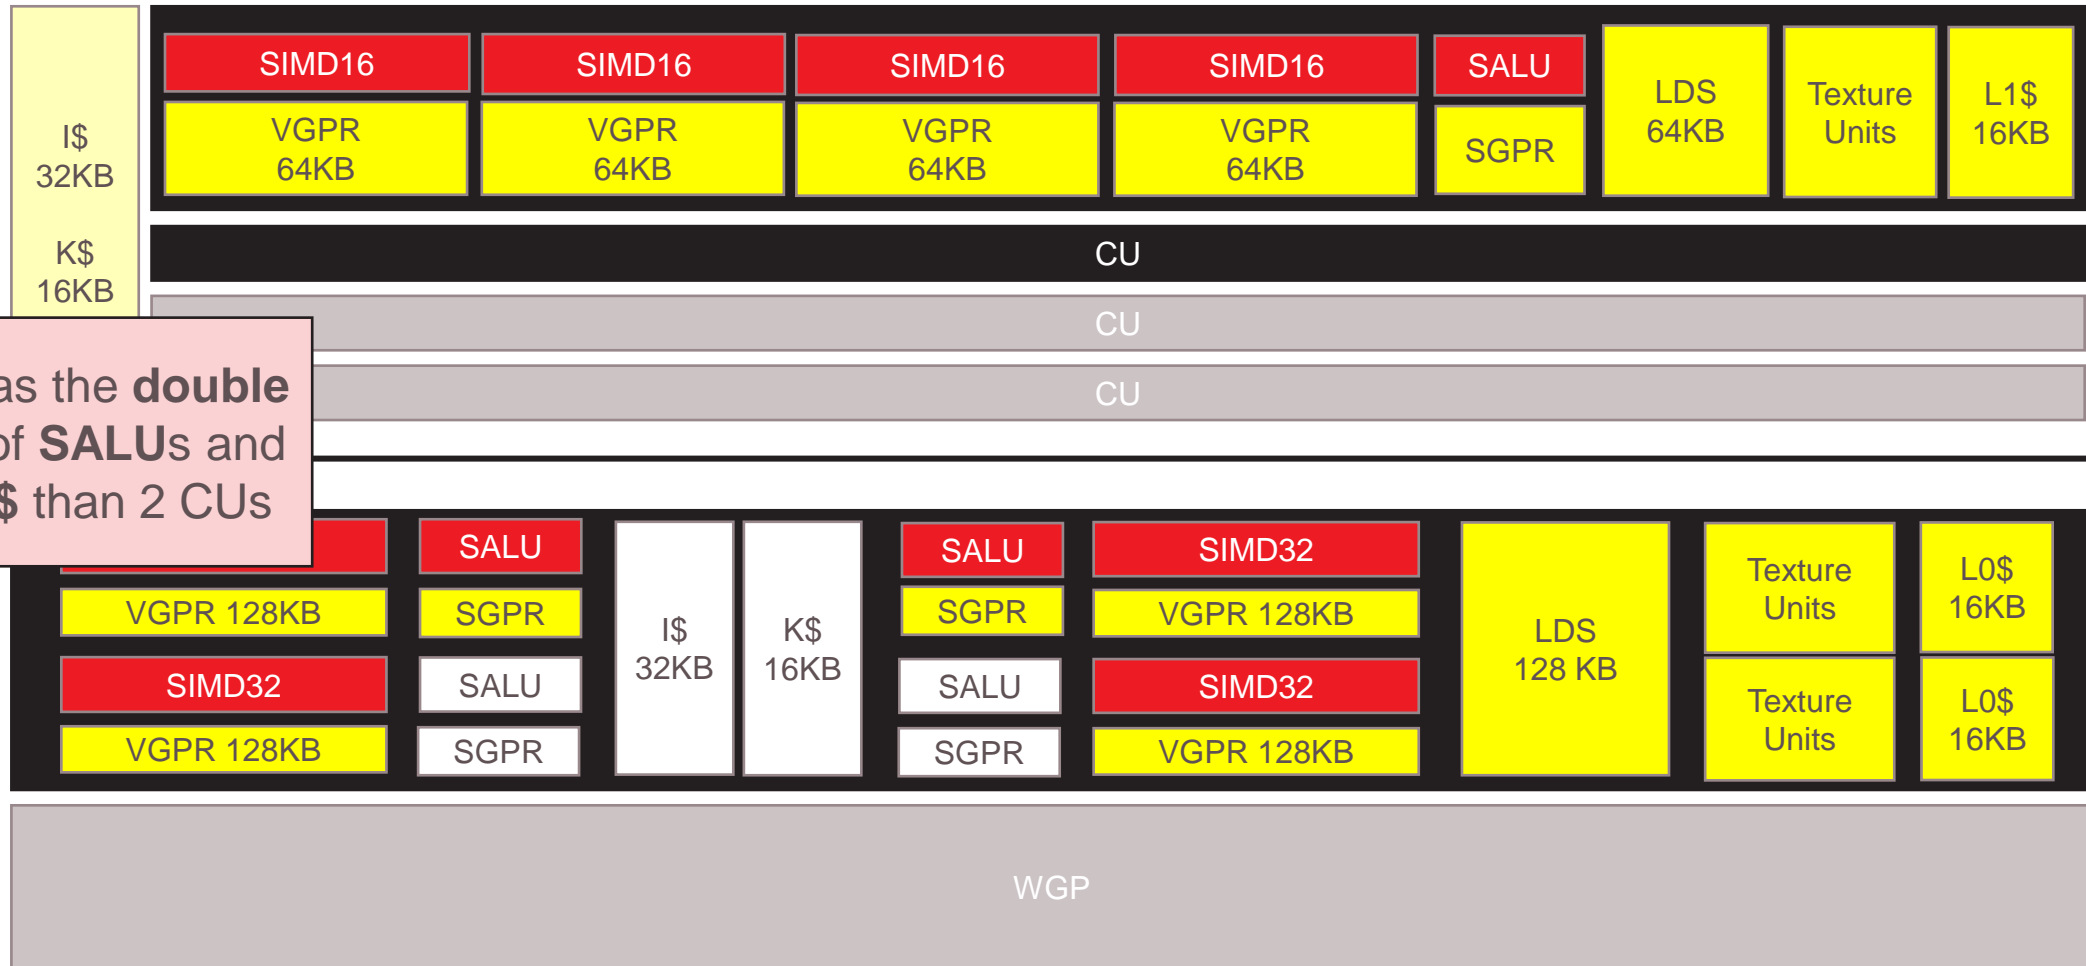 I$
32KB
K$
16KB
SIMD16
SIMD16
SIMD16
SIMD16
SALU
VGPR
64KB
VGPR
64KB
VGPR
64KB
VGPR
64KB
SGPR
LDS
64KB
Texture
Units
L1$
16KB
CU
CU
CU
as the double
of SALUs and
$ than 2 CUs
SALU
VGPR 128KB
SGPR
SIMD32
SALU
VGPR 128KB
SGPR
I$
32KB
K$
16KB
SALU
SIMD32
SGPR
VGPR 128KB
SALU
SIMD32
SGPR
VGPR 128KB
LDS
128 KB
Texture
Units
L0$
16KB
Texture
Units
L0$
16KB
WGP